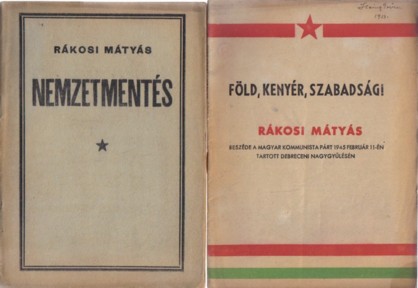 RÁKOSI MÁTYÁS
NEMZETMENTÉS
FÖLD, KENYÉR, SZABADSÁG!
RÁKOSI MÁTYÁS
BESZÉDE A MAGYAR KOMMUNISTA PÁRT 1945 FEBRUÁR 11-ÉN
TARTOTT DEBRECENI NAGYGYŰLÉSÉN